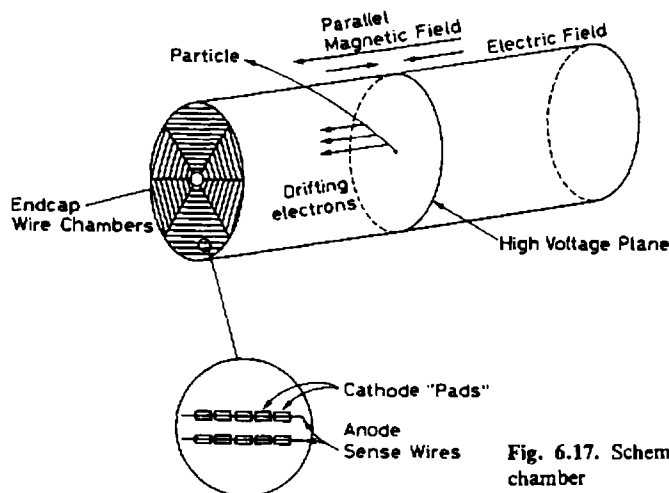 Parallel
Magnetic Field
Electric Field
Particle
Endcap
Wire Chambers
Drifting
electrons
High Voltage Plane
Cathode "Pads"
Anode
Sense Wires
Fig. 6.17. Schem
chamber